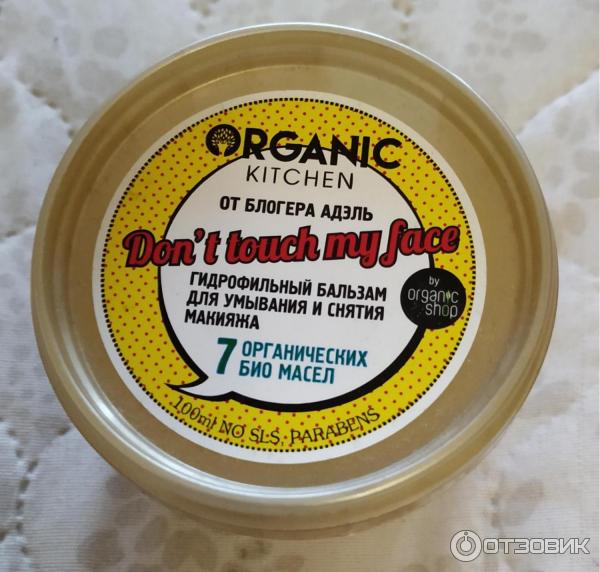 ORGANIC
KITCHEN
ОТ БЛОГЕРА АДЭЛЬ
Don't touch my face
ГИДРОФИЛЬНЫЙ БАЛЬЗАМ
ДЛЯ УМЫВАНИЯ И СНЯТИЯ
МАКИЯЖА
by
organic
shop
7 ОРГАНИЧЕСКИХ
БИО МАСЕЛ
100ml NO SLS, PARABENS
ОТЗОВИК